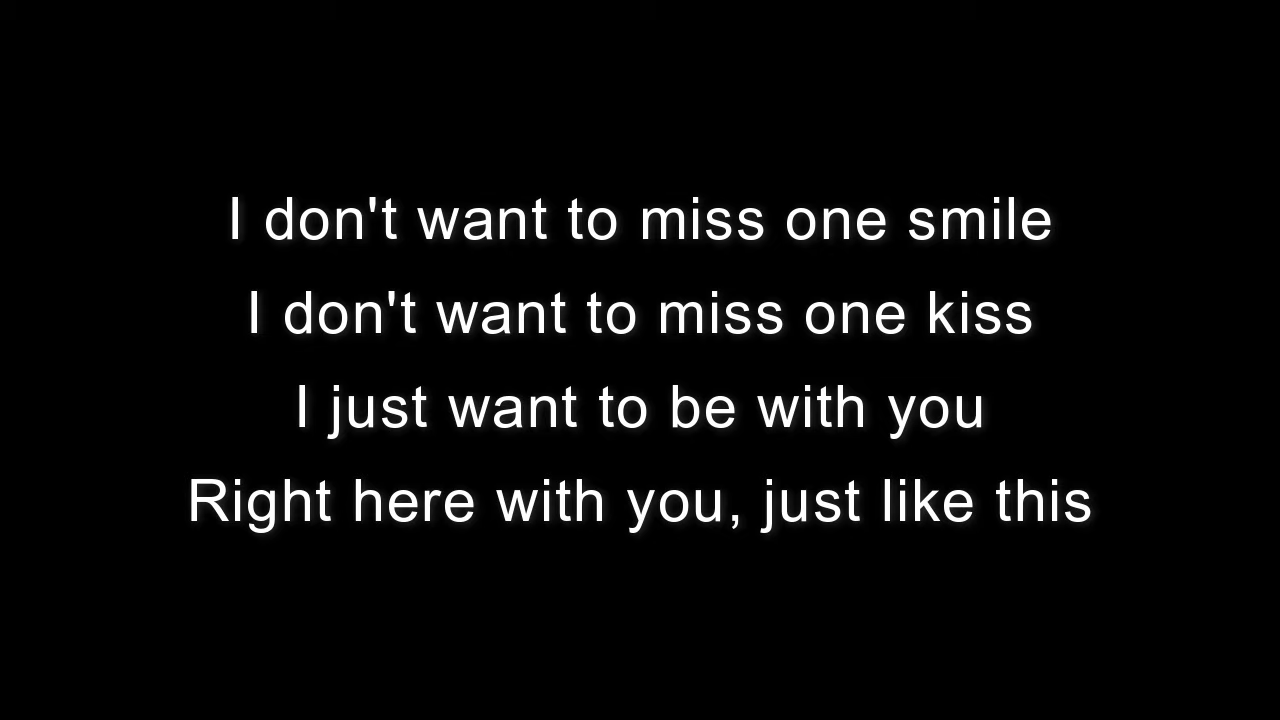 I don't want to miss one smile
I don't want to miss one kiss
I just want to be with you
Right here with you, just like this